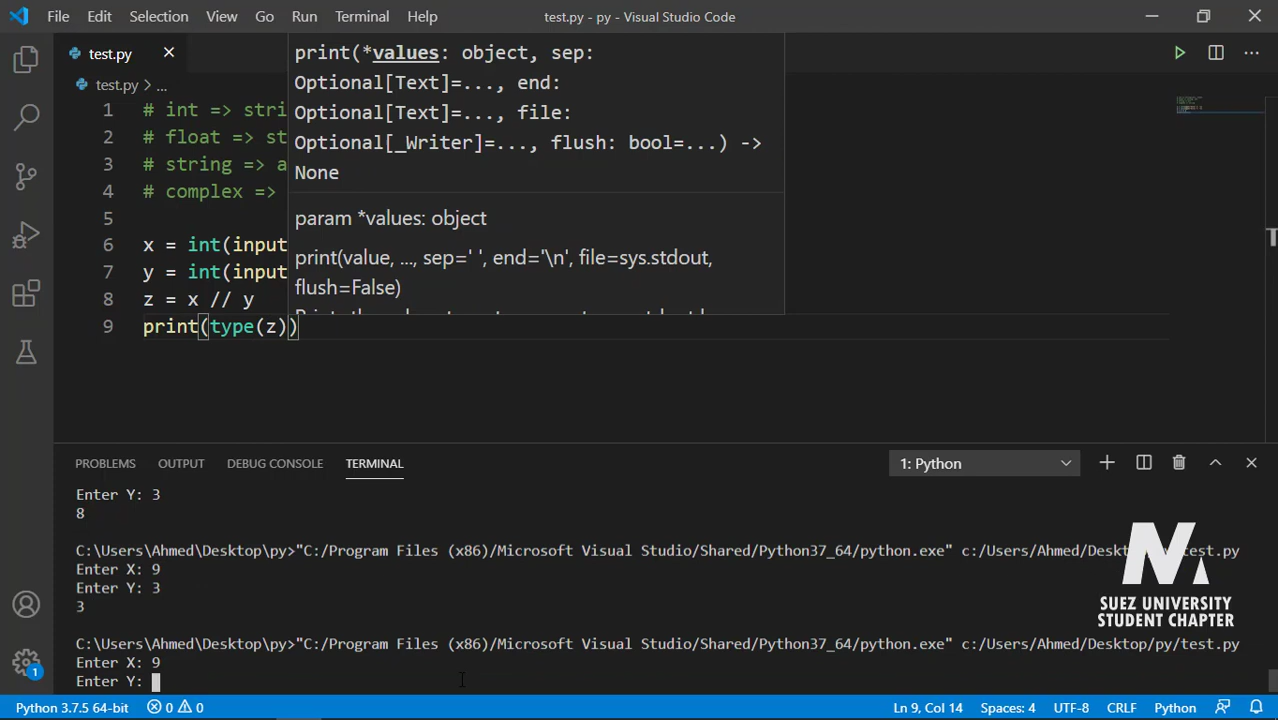 File Edit Selection View Go Run Terminal Help test.py - py - Visual Studio Code
test.py
test.py > ...
print(*values: object, sep:
Optional[Text]=..., end:
Optional[Text]=..., file:
Optional[_Writer]=..., flush: bool=...) ->
None
param *values: object
print(value, ..., sep=' ', end='\n', file=sys.stdout,
flush=False)
1 # int => stri
2 # float => st
3 # string => a
4 # complex =>
5
6 x = int(input
7 y = int(input
8 z = x // y
9 print(type(z))
PROBLEMS OUTPUT DEBUG CONSOLE TERMINAL 1: Python
Enter Y: 3
8
C:\Users\Ahmed\Desktop\py>"C:/Program Files (x86)/Microsoft Visual Studio/Shared/Python37_64/python.exe" c:/Users/Ahmed/Desktop/py/test.py
Enter X: 9
Enter Y: 3
3
C:\Users\Ahmed\Desktop\py>"C:/Program Files (x86)/Microsoft Visual Studio/Shared/Python37_64/python.exe" c:/Users/Ahmed/Desktop/py/test.py
Enter X: 9
Enter Y:
SUEZ UNIVERSITY
STUDENT CHAPTER
1
Python 3.7.5 64-bit 0 0 Ln 9, Col 14 Spaces: 4 UTF-8 CRLF Python